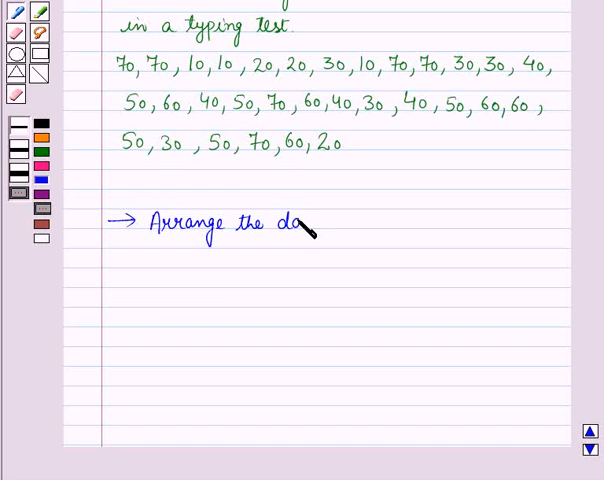 in a typing test.
70, 70, 10, 10, 20, 20, 30, 10, 70, 70, 30, 30, 40,
50, 60, 40, 50, 70, 60, 40, 30, 40, 50, 60, 60,
50, 30, 50, 70, 60, 20
→ Arrange the da